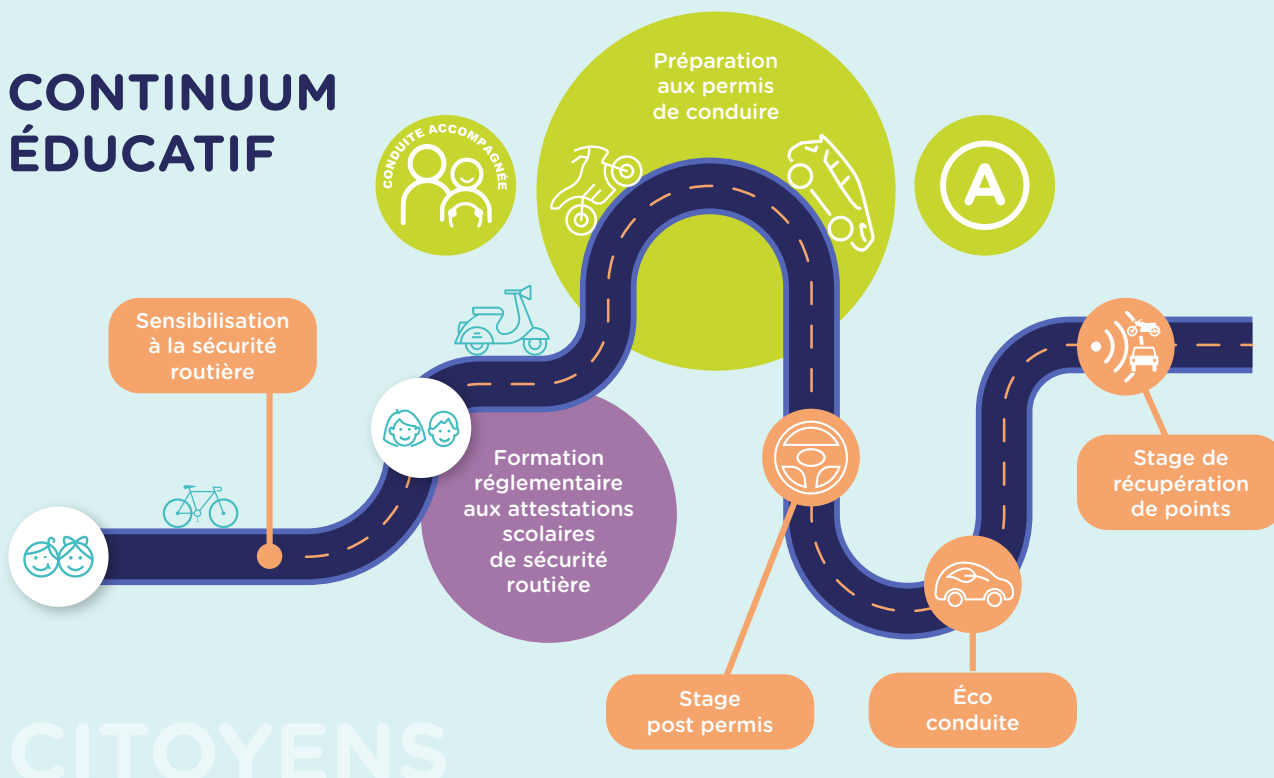 CONTINUUM
ÉDUCATIF
CONDUITE ACCOMPAGNÉE
Préparation
aux permis
de conduire
A
Sensibilisation
à la sécurité
routière
Formation
réglementaire
aux attestations
scolaires
de sécurité
routière
Stage de
récupération
de points
Stage
post permis
Éco
conduite
CITOYENS